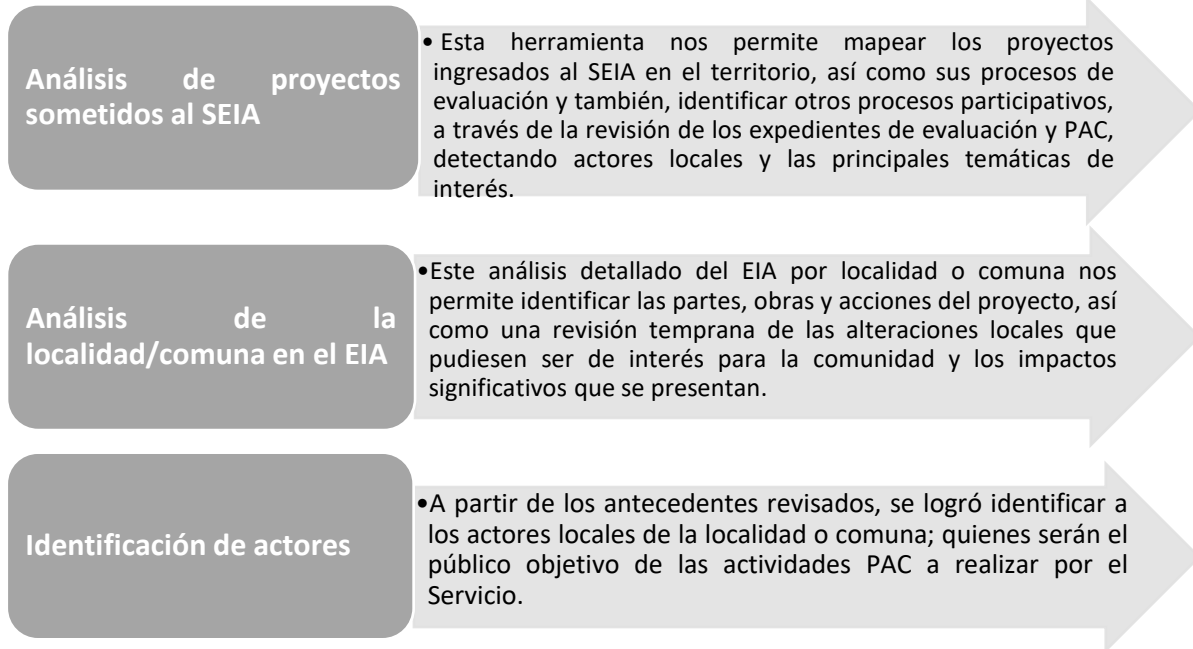 Análisis de proyectos
sometidos al SEIA
• Esta herramienta nos permite mapear los proyectos
ingresados al SEIA en el territorio, así como sus procesos de
evaluación y también, identificar otros procesos participativos,
a través de la revisión de los expedientes de evaluación y PAC,
detectando actores locales y las principales temáticas de
interés.
Análisis de la
localidad/comuna en el EIA
•Este análisis detallado del EIA por localidad o comuna nos
permite identificar las partes, obras y acciones del proyecto, así
como una revisión temprana de las alteraciones locales que
pudiesen ser de interés para la comunidad y los impactos
significativos que se presentan.
Identificación de actores
•A partir de los antecedentes revisados, se logró identificar a
los actores locales de la localidad o comuna; quienes serán el
público objetivo de las actividades PAC a realizar por el
Servicio.